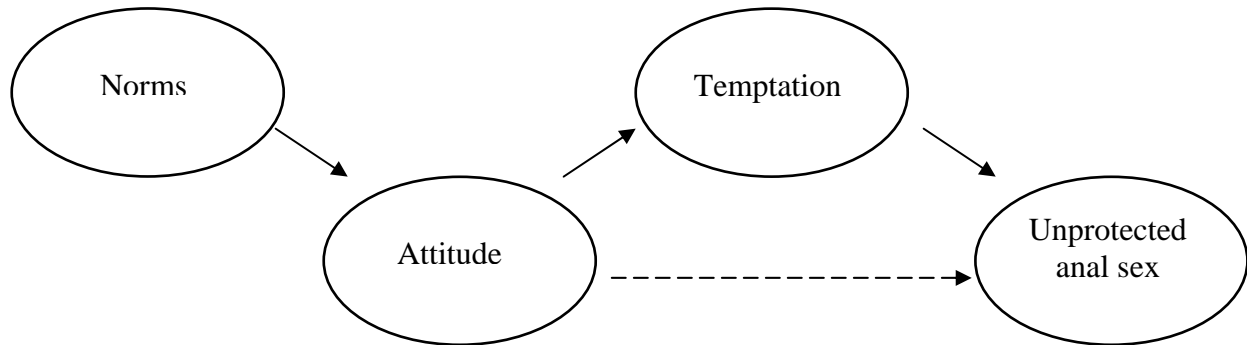 Norms
Temptation
Attitude
Unprotected
anal sex